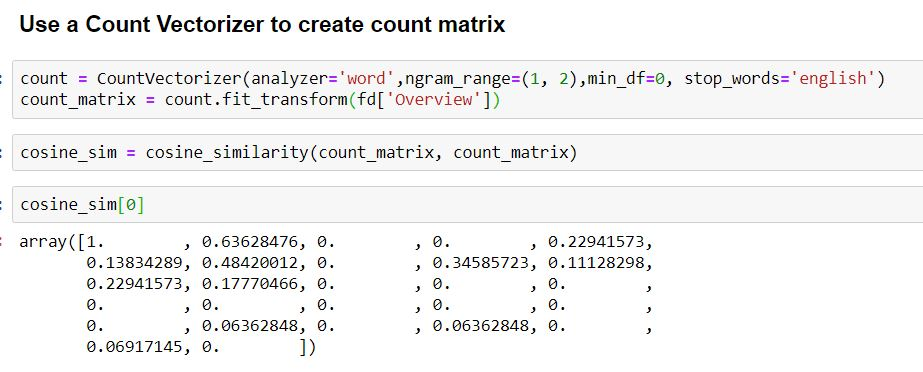 Use a Count Vectorizer to create count matrix
count = CountVectorizer(analyzer='word',ngram_range=(1, 2),min_df=0, stop_words='english')
count_matrix = count.fit_transform(fd['Overview'])
cosine_sim = cosine_similarity(count_matrix, count_matrix)
cosine_sim[0]
array([1.        , 0.63628476, 0.        , 0.        , 0.22941573,
       0.13834289, 0.48420012, 0.        , 0.34585723, 0.11128298,
       0.22941573, 0.17770466, 0.        , 0.        , 0.        ,
       0.        , 0.        , 0.        , 0.        , 0.        ,
       0.        , 0.06362848, 0.        , 0.06362848, 0.        ,
       0.06917145, 0.        ])